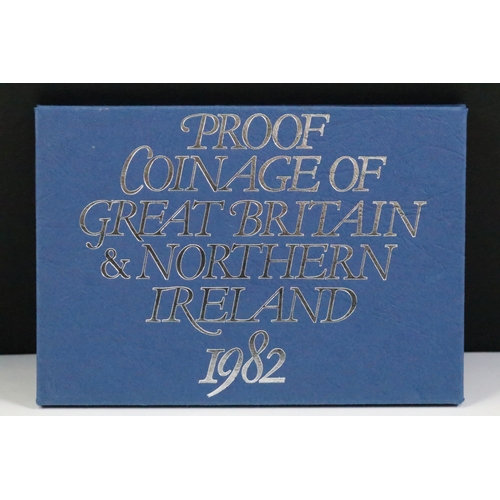 PROOF
COINAGE OF
GREAT BRITAIN
& NORTHERN
IRELAND
1982